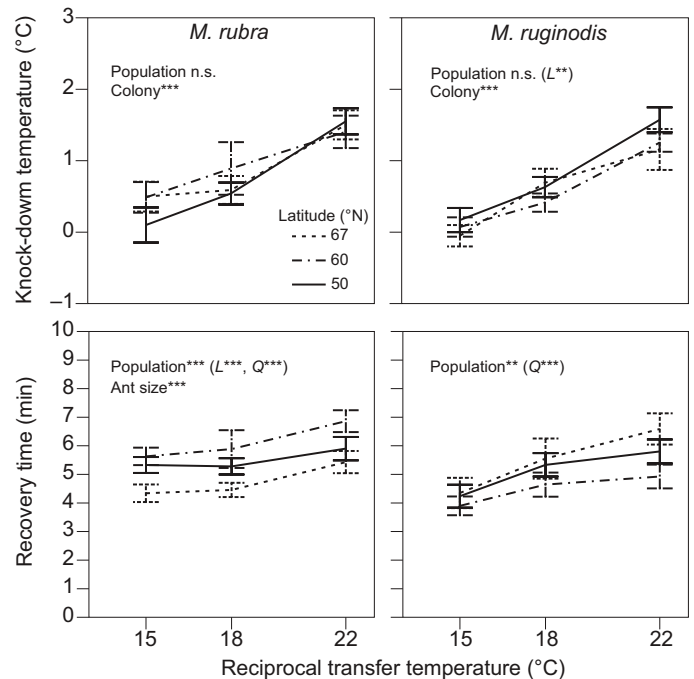 M. rubra
M. ruginodis
Knock-dowm temperature (°C)
3
2
1
0
–1
Population n.s.
Colony***
Latitude (°N)
67
60
50
Population n.s. (L**)
Colony***
Recovery time (min)
10
9
8
7
6
5
4
3
2
1
0
Population*** (L***, Q***)
Ant size***
Population** (Q***)
15 18 22
15 18 22
Reciprocal transfer temperature (°C)